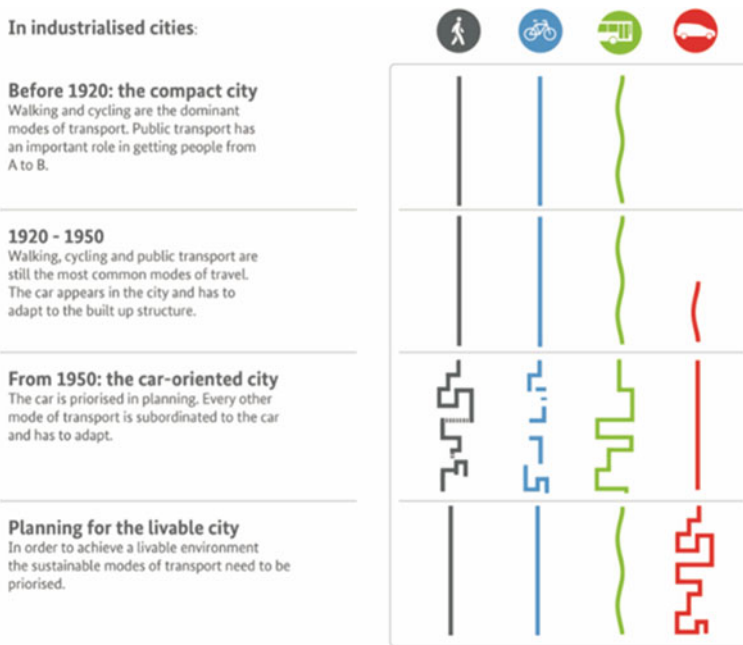 In industrialised cities:
Before 1920: the compact city
Walking and cycling are the dominant
modes of transport. Public transport has
an important role in getting people from
A to B.
1920 - 1950
Walking, cycling and public transport are
still the most common modes of travel.
The car appears in the city and has to
adapt to the built up structure.
From 1950: the car-oriented city
The car is priorised in planning. Every other
mode of transport is subordinated to the car
and has to adapt.
Planning for the livable city
In order to achieve a livable environment
the sustainable modes of transport need to be
priorised.